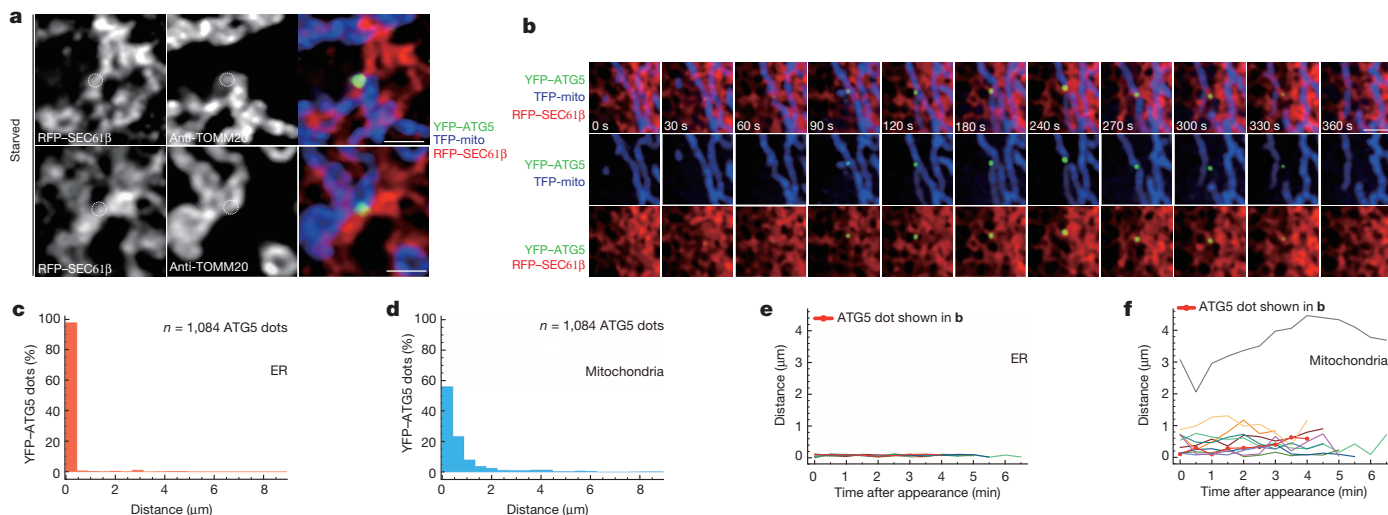 a
Starved
RFP–SEC61β
Anti-TOMM20
RFP–SEC61β
Anti-TOMM20
YFP–ATG5
TFP-mito
RFP–SEC61β
b
YFP–ATG5
TFP-mito
RFP–SEC61β
0 s 30 s 60 s 90 s 120 s 180 s 240 s 270 s 300 s 330 s 360 s
YFP–ATG5
TFP-mito
YFP–ATG5
RFP–SEC61β
c
n = 1,084 ATG5 dots
ER
YFP–ATG5 dots (%)
100
80
60
40
20
0
0 2 4 6 8
Distance (μm)
d
n = 1,084 ATG5 dots
Mitochondria
YFP–ATG5 dots (%)
100
80
60
40
20
0
0 2 4 6 8
Distance (μm)
e
ATG5 dot shown in b
ER
Distance (μm)
4
3
2
1
0
0 1 2 3 4 5 6
Time after appearance (min)
f
ATG5 dot shown in b
Mitochondria
Distance (μm)
4
3
2
1
0
0 1 2 3 4 5 6
Time after appearance (min)